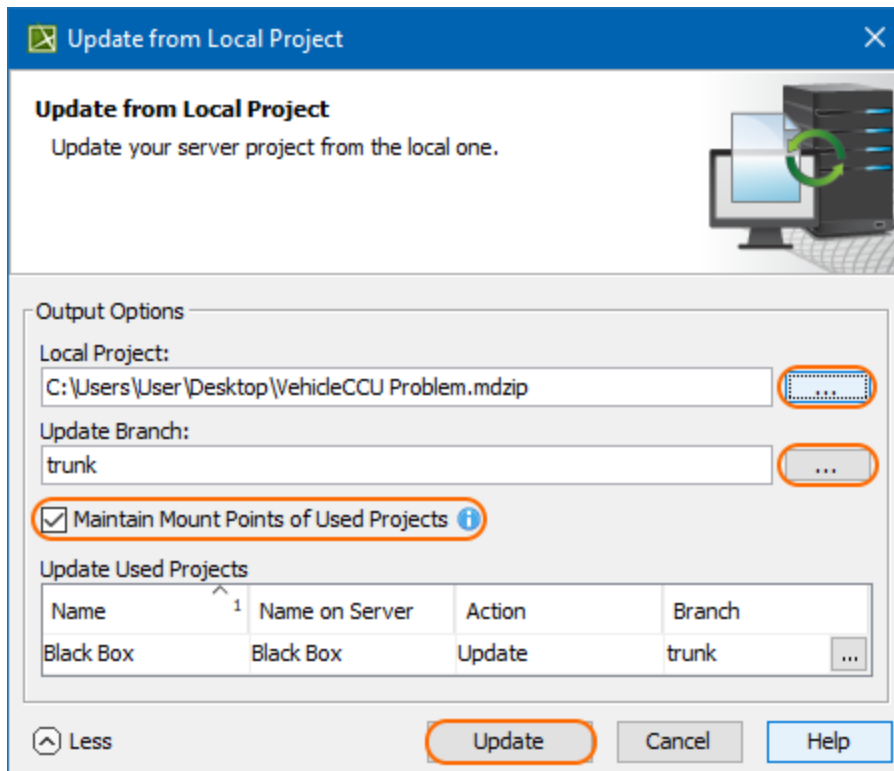 Update from Local Project
Update from Local Project
Update your server project from the local one.
Output Options
Local Project:
C:\Users\User\Desktop\VehicleCCU Problem.mdzip
...
Update Branch:
trunk
...
Maintain Mount Points of Used Projects i
Update Used Projects
Name 1 Name on Server Action Branch
Black Box Black Box Update trunk ...
Less Update Cancel Help